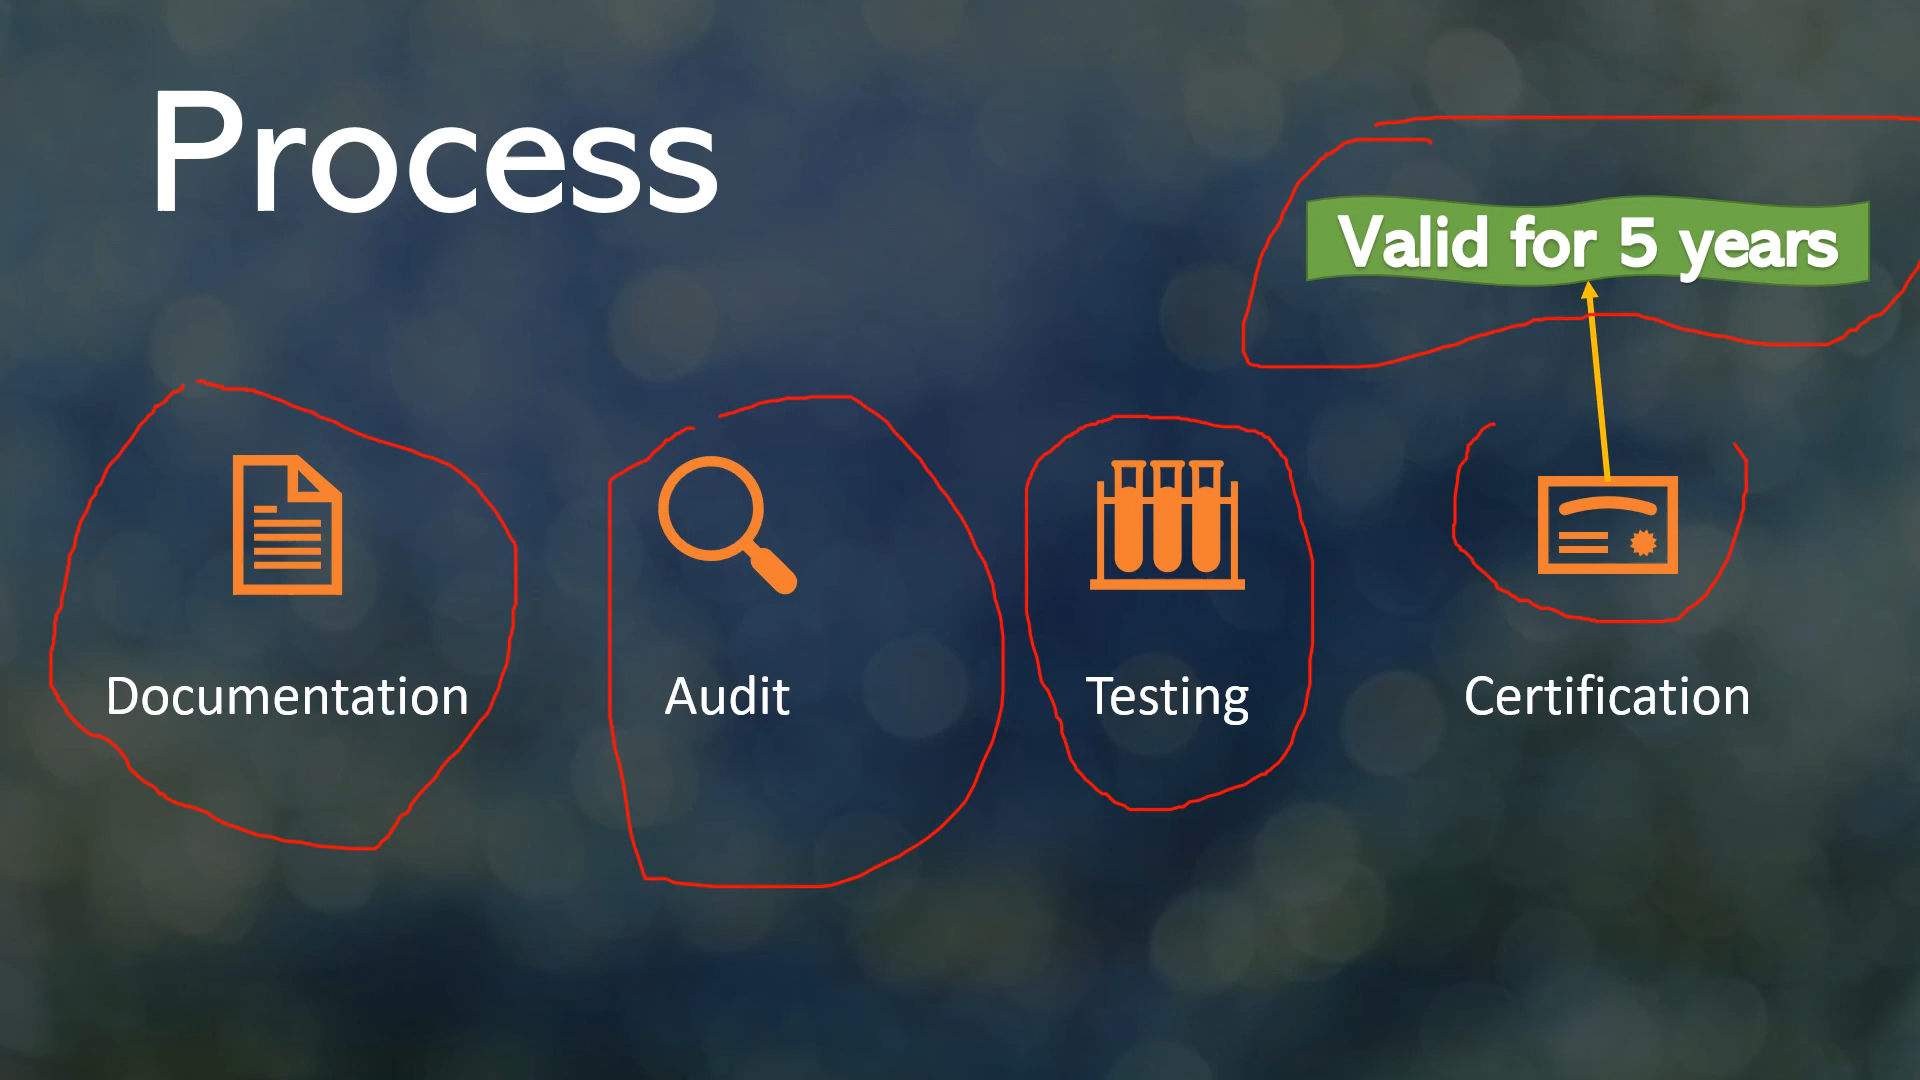 Process
Valid for 5 years
Documentation
Audit
Testing
Certification